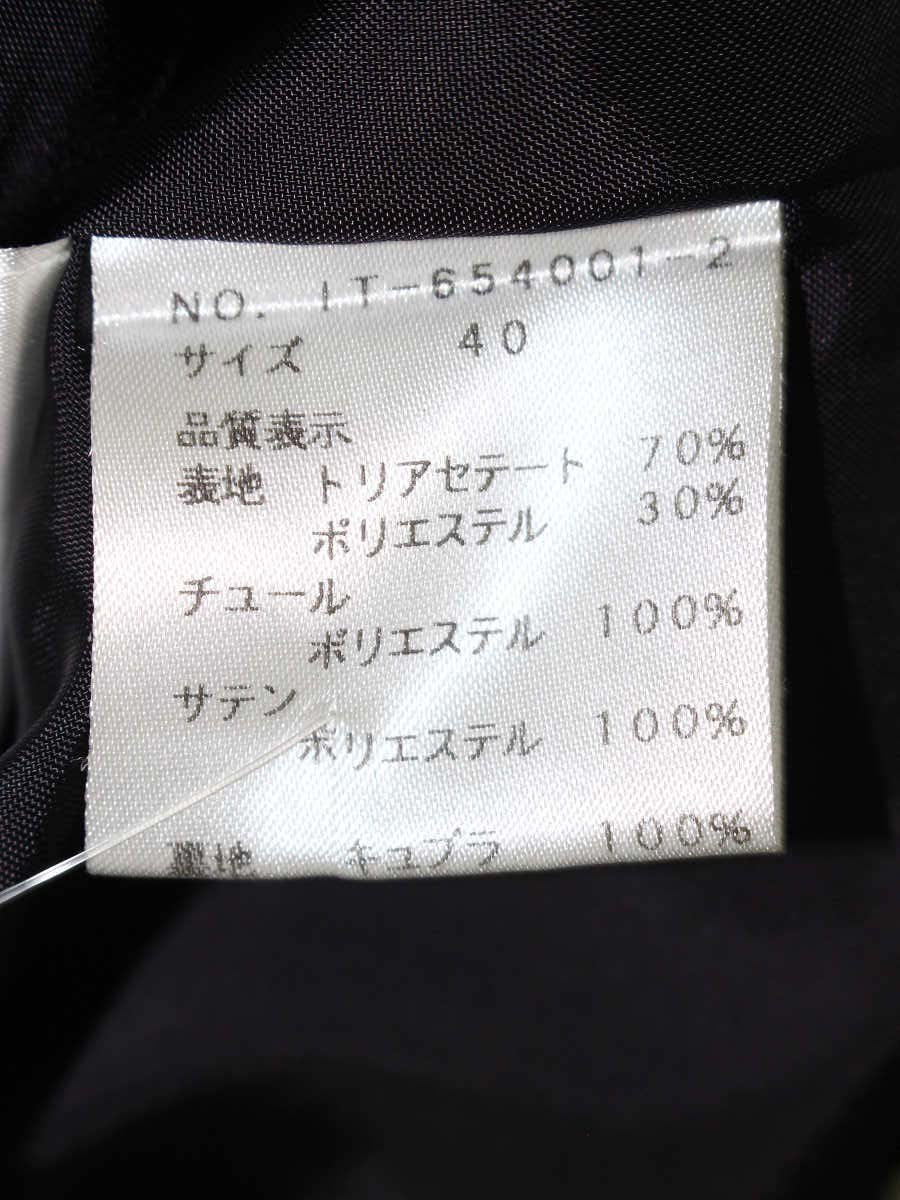 NO. IT-654001-2
サイズ 40
品質表示
表地 トリアセテート 70%
ポリエステル 30%
チュール
ポリエステル 100%
サテン
ポリエステル 100%
裏地 キュプラ 100%